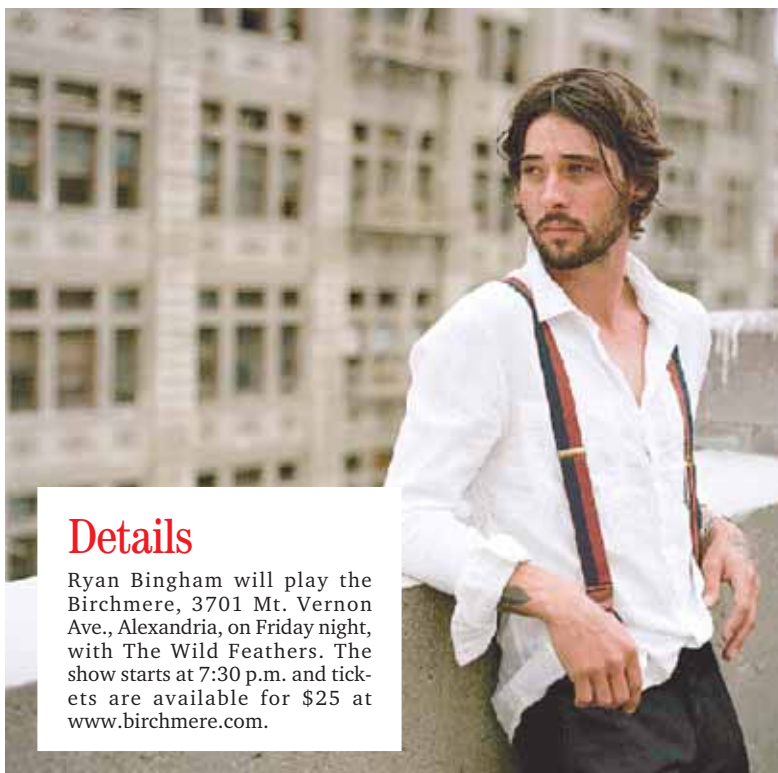 Details
Ryan Bingham will play the
Birchmere, 3701 Mt. Vernon
Ave., Alexandria, on Friday night,
with The Wild Feathers. The
show starts at 7:30 p.m. and tick-
ets are available for $25 at
www.birchmere.com.